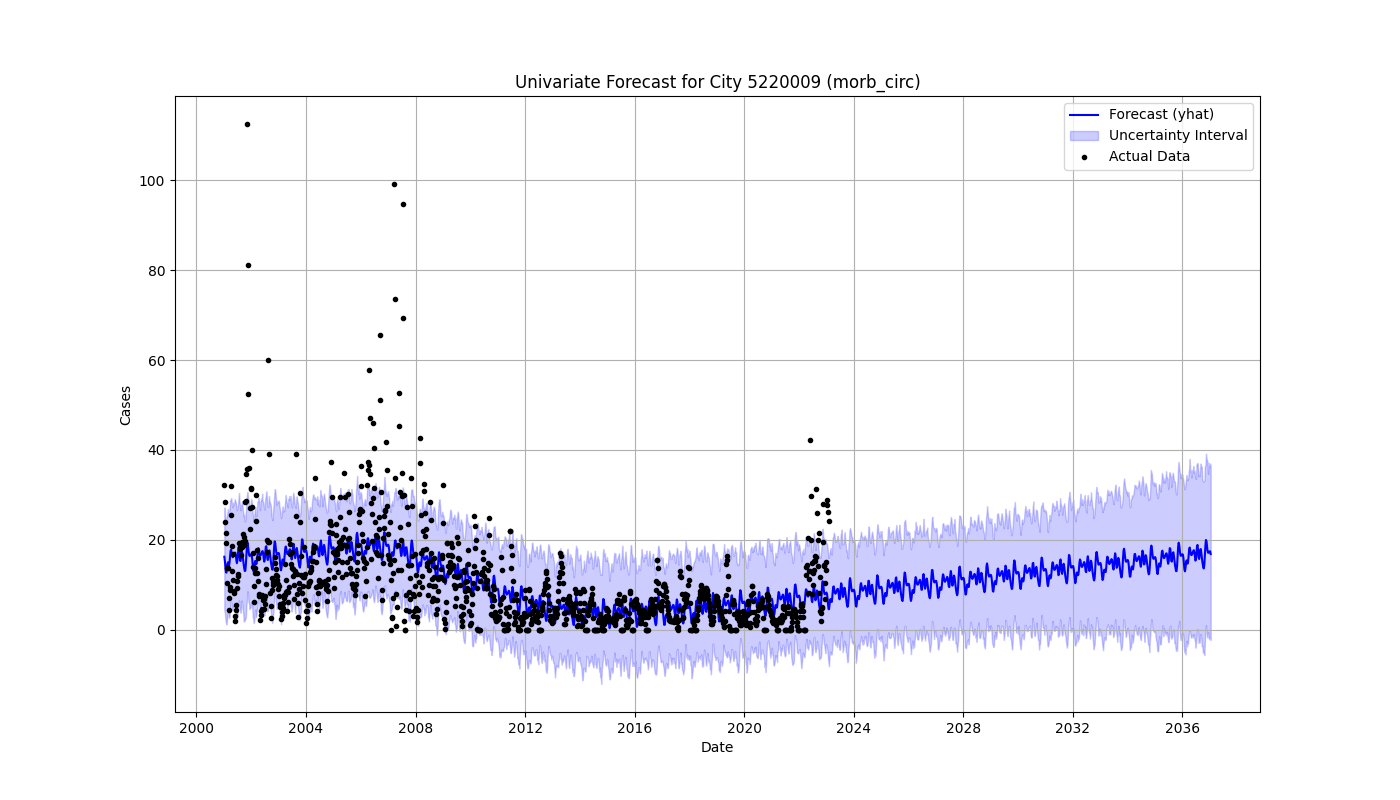 Univariate Forecast for City 5220009 (morb_circ)
Forecast (yhat)
Uncertainty Interval
Actual Data
100
80
60
40
20
0
Cases
2000 2004 2008 2012 2016 2020 2024 2028 2032 2036
Date